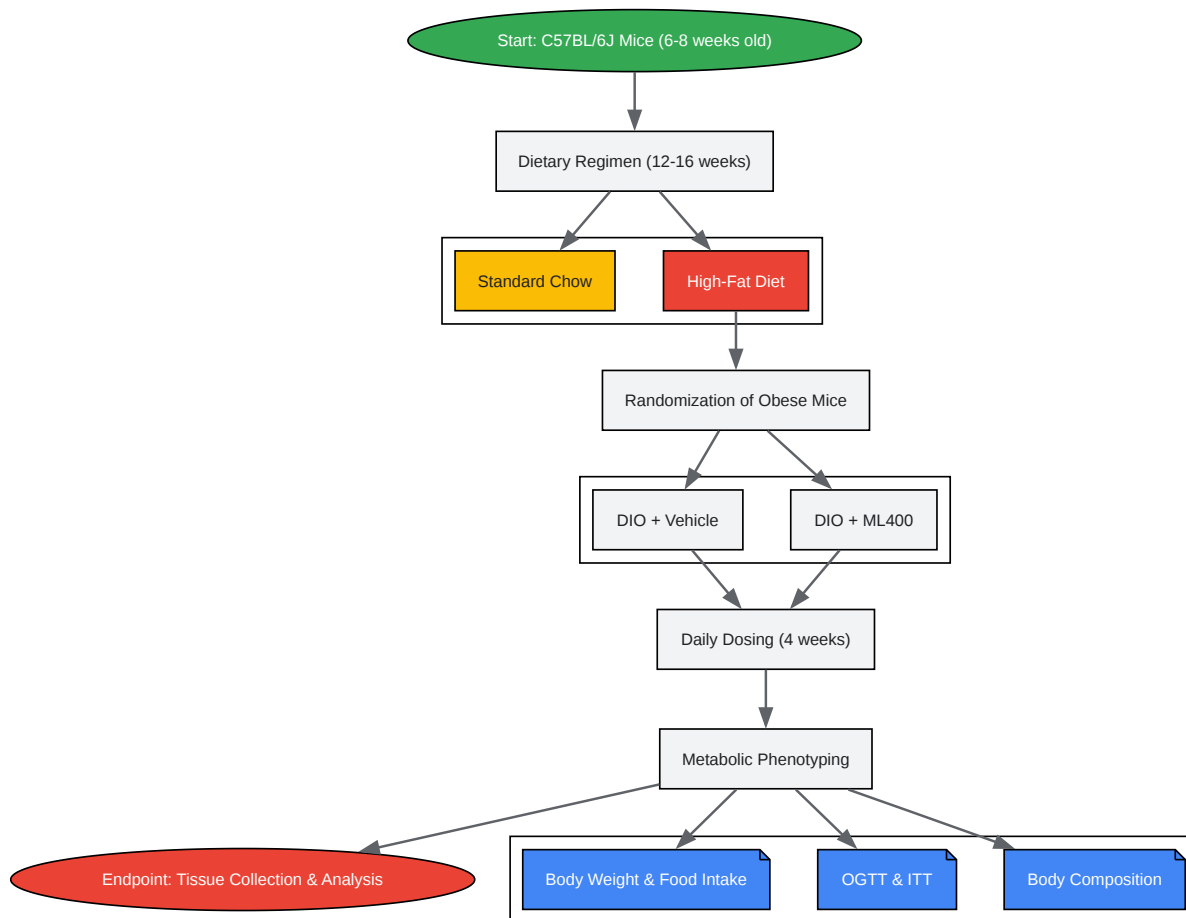 Start: C57BL/6J Mice (6-8 weeks old)
Dietary Regimen (12-16 weeks)
Standard Chow
High-Fat Diet
Randomization of Obese Mice
DIO + Vehicle
DIO + ML400
Daily Dosing (4 weeks)
Metabolic Phenotyping
Endpoint: Tissue Collection & Analysis
Body Weight & Food Intake
OGTT & ITT
Body Composition